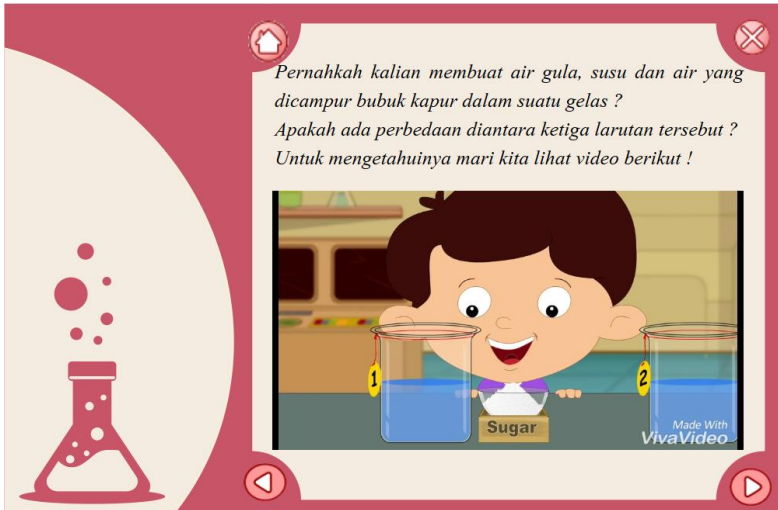 Pernahkah kalian membuat air gula, susu dan air yang
dicampur bubuk kapur dalam suatu gelas ?
Apakah ada perbedaan diantara ketiga larutan tersebut ?
Untuk mengetahuinya mari kita lihat video berikut !
1
2
Sugar
Made With
VivaVideo